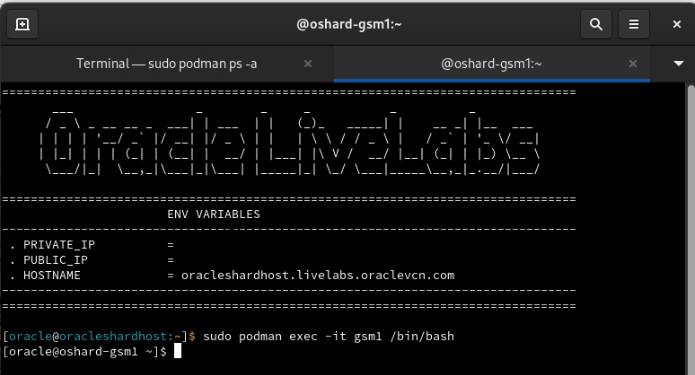 @oshard-gsm1:~
Terminal — sudo podman ps -a
@oshard-gsm1:~
OracleLiveLabs
ENV VARIABLES
. PRIVATE_IP =
. PUBLIC_IP =
. HOSTNAME = oracleshardhost.livelabs.oraclevcn.com
[oracle@oracleshardhost:~]$ sudo podman exec -it gsm1 /bin/bash
[oracle@oshard-gsm1 ~]$